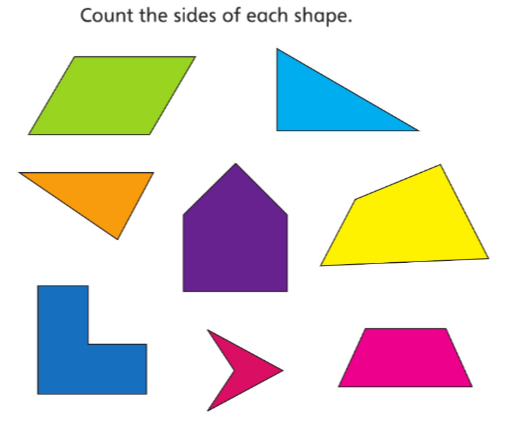 Count the sides of each shape.